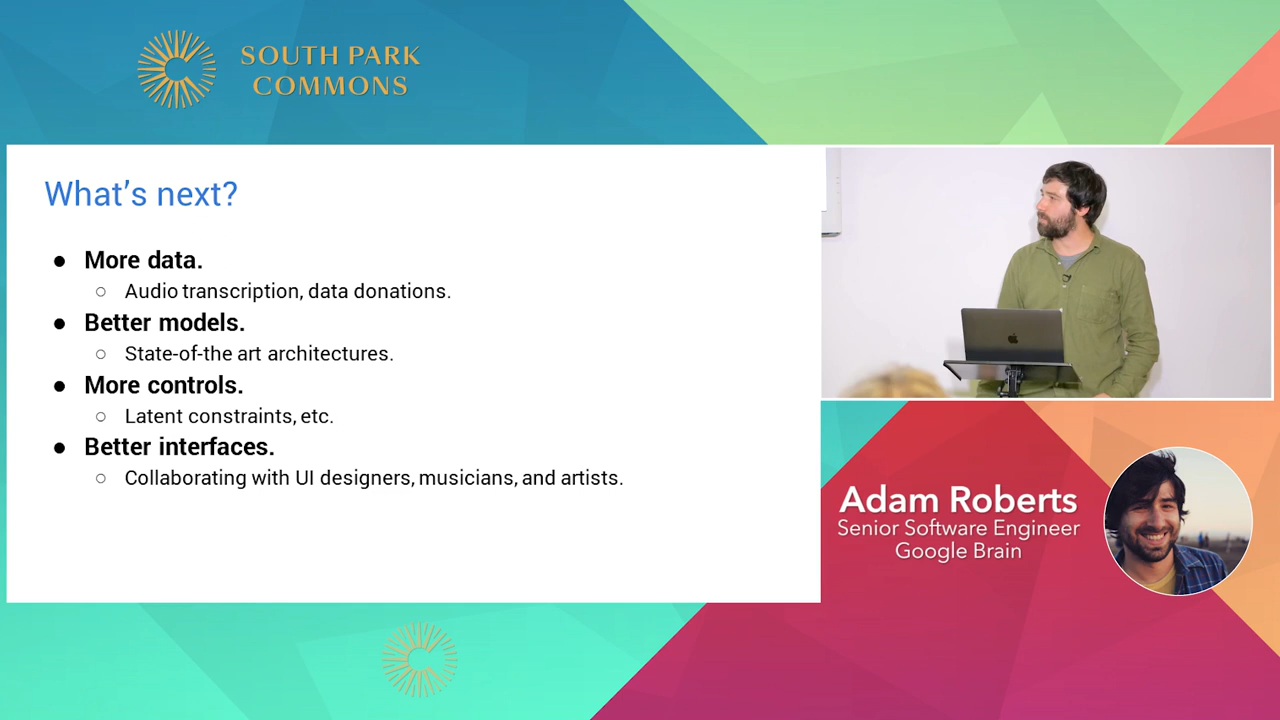 SOUTH PARK
COMMONS
What's next?
● More data.
○ Audio transcription, data donations.
● Better models.
○ State-of-the art architectures.
● More controls.
○ Latent constraints, etc.
● Better interfaces.
○ Collaborating with UI designers, musicians, and artists.
Adam Roberts
Senior Software Engineer
Google Brain